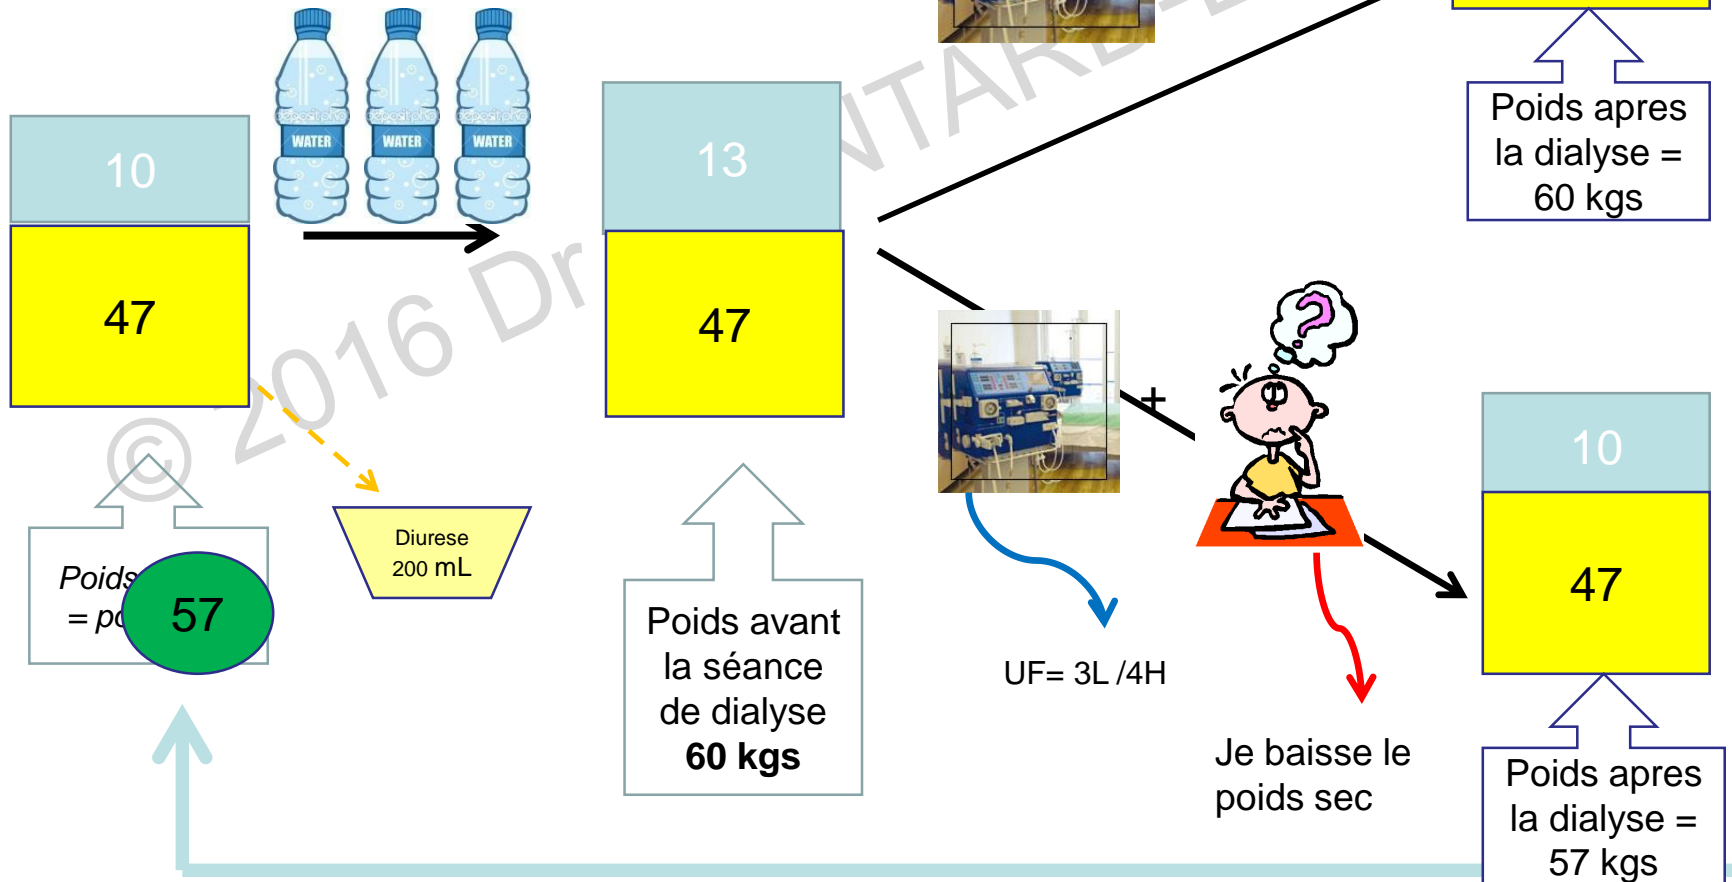 WATER
WATER
WATER
10
47
13
47
Poids apres
la dialyse =
60 kgs
© 2016 Dr
NTARE
Diurese
200 mL
Poids
=
57
Poids avant
la séance
de dialyse
60 kgs
+
?
UF= 3L /4H
Je baisse le
poids sec
10
47
Poids apres
la dialyse =
57 kgs